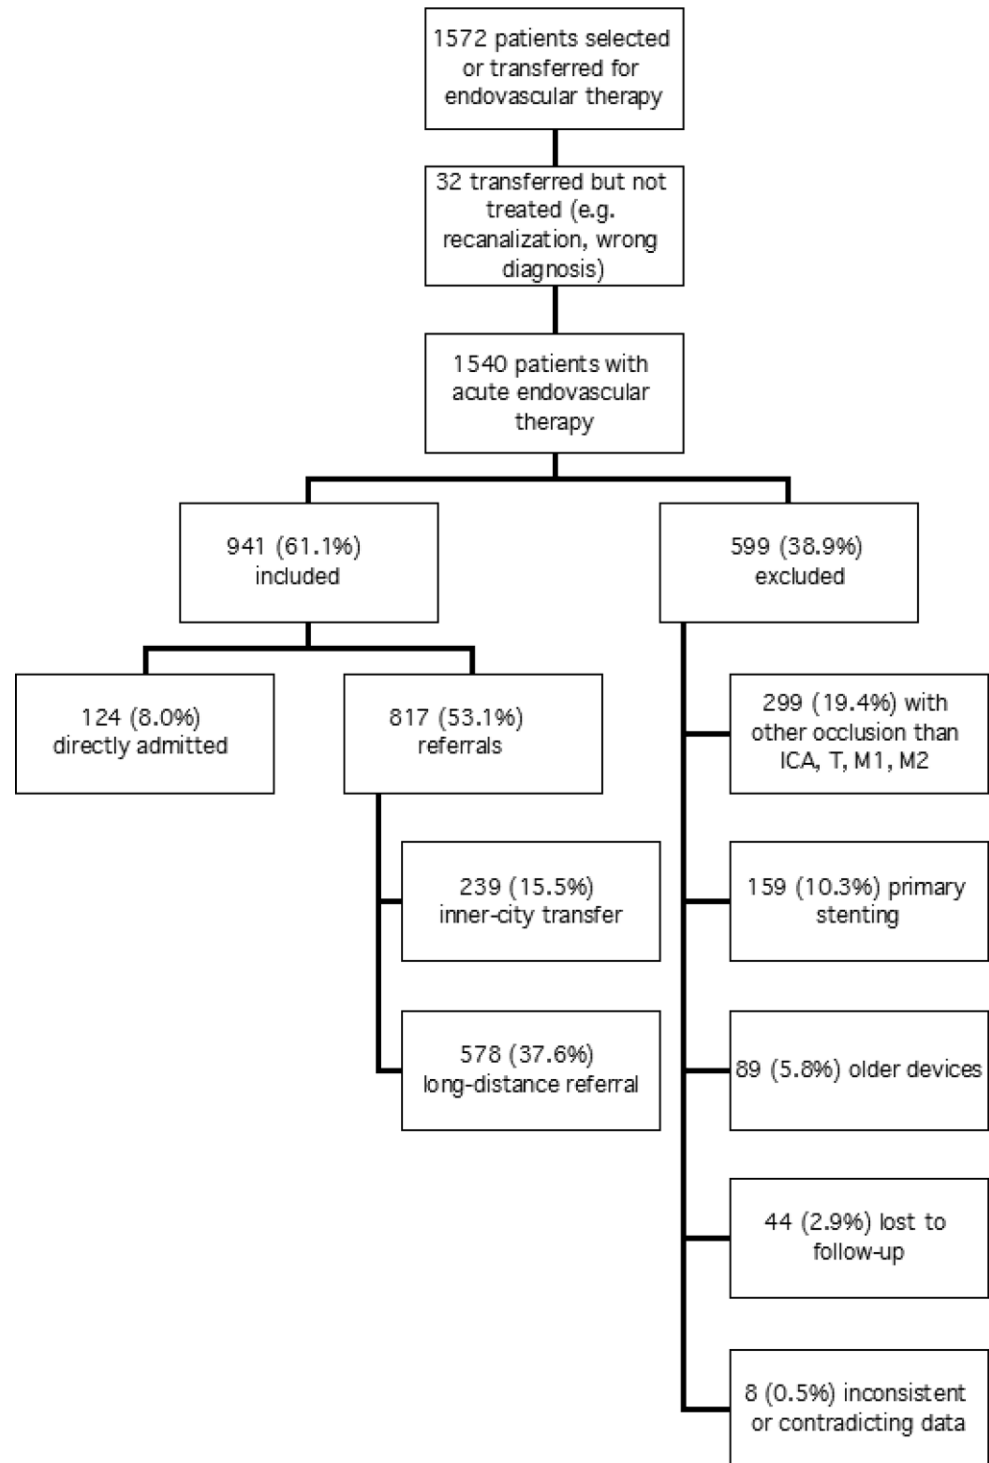 1572 patients selected
or transferred for
endovascular therapy
32 transferred but not
treated (e.g.
recanalization, wrong
diagnosis)
1540 patients with
acute endovascular
therapy
941 (61.1%)
included
599 (38.9%)
excluded
124 (8.0%)
directly admitted
817 (53.1%)
referrals
239 (15.5%)
inner-city transfer
578 (37.6%)
long-distance referral
299 (19.4%) with
other occlusion than
ICA, T, M1, M2
159 (10.3%) primary
stenting
89 (5.8%) older devices
44 (2.9%) lost to
follow-up
8 (0.5%) inconsistent
or contradicting data